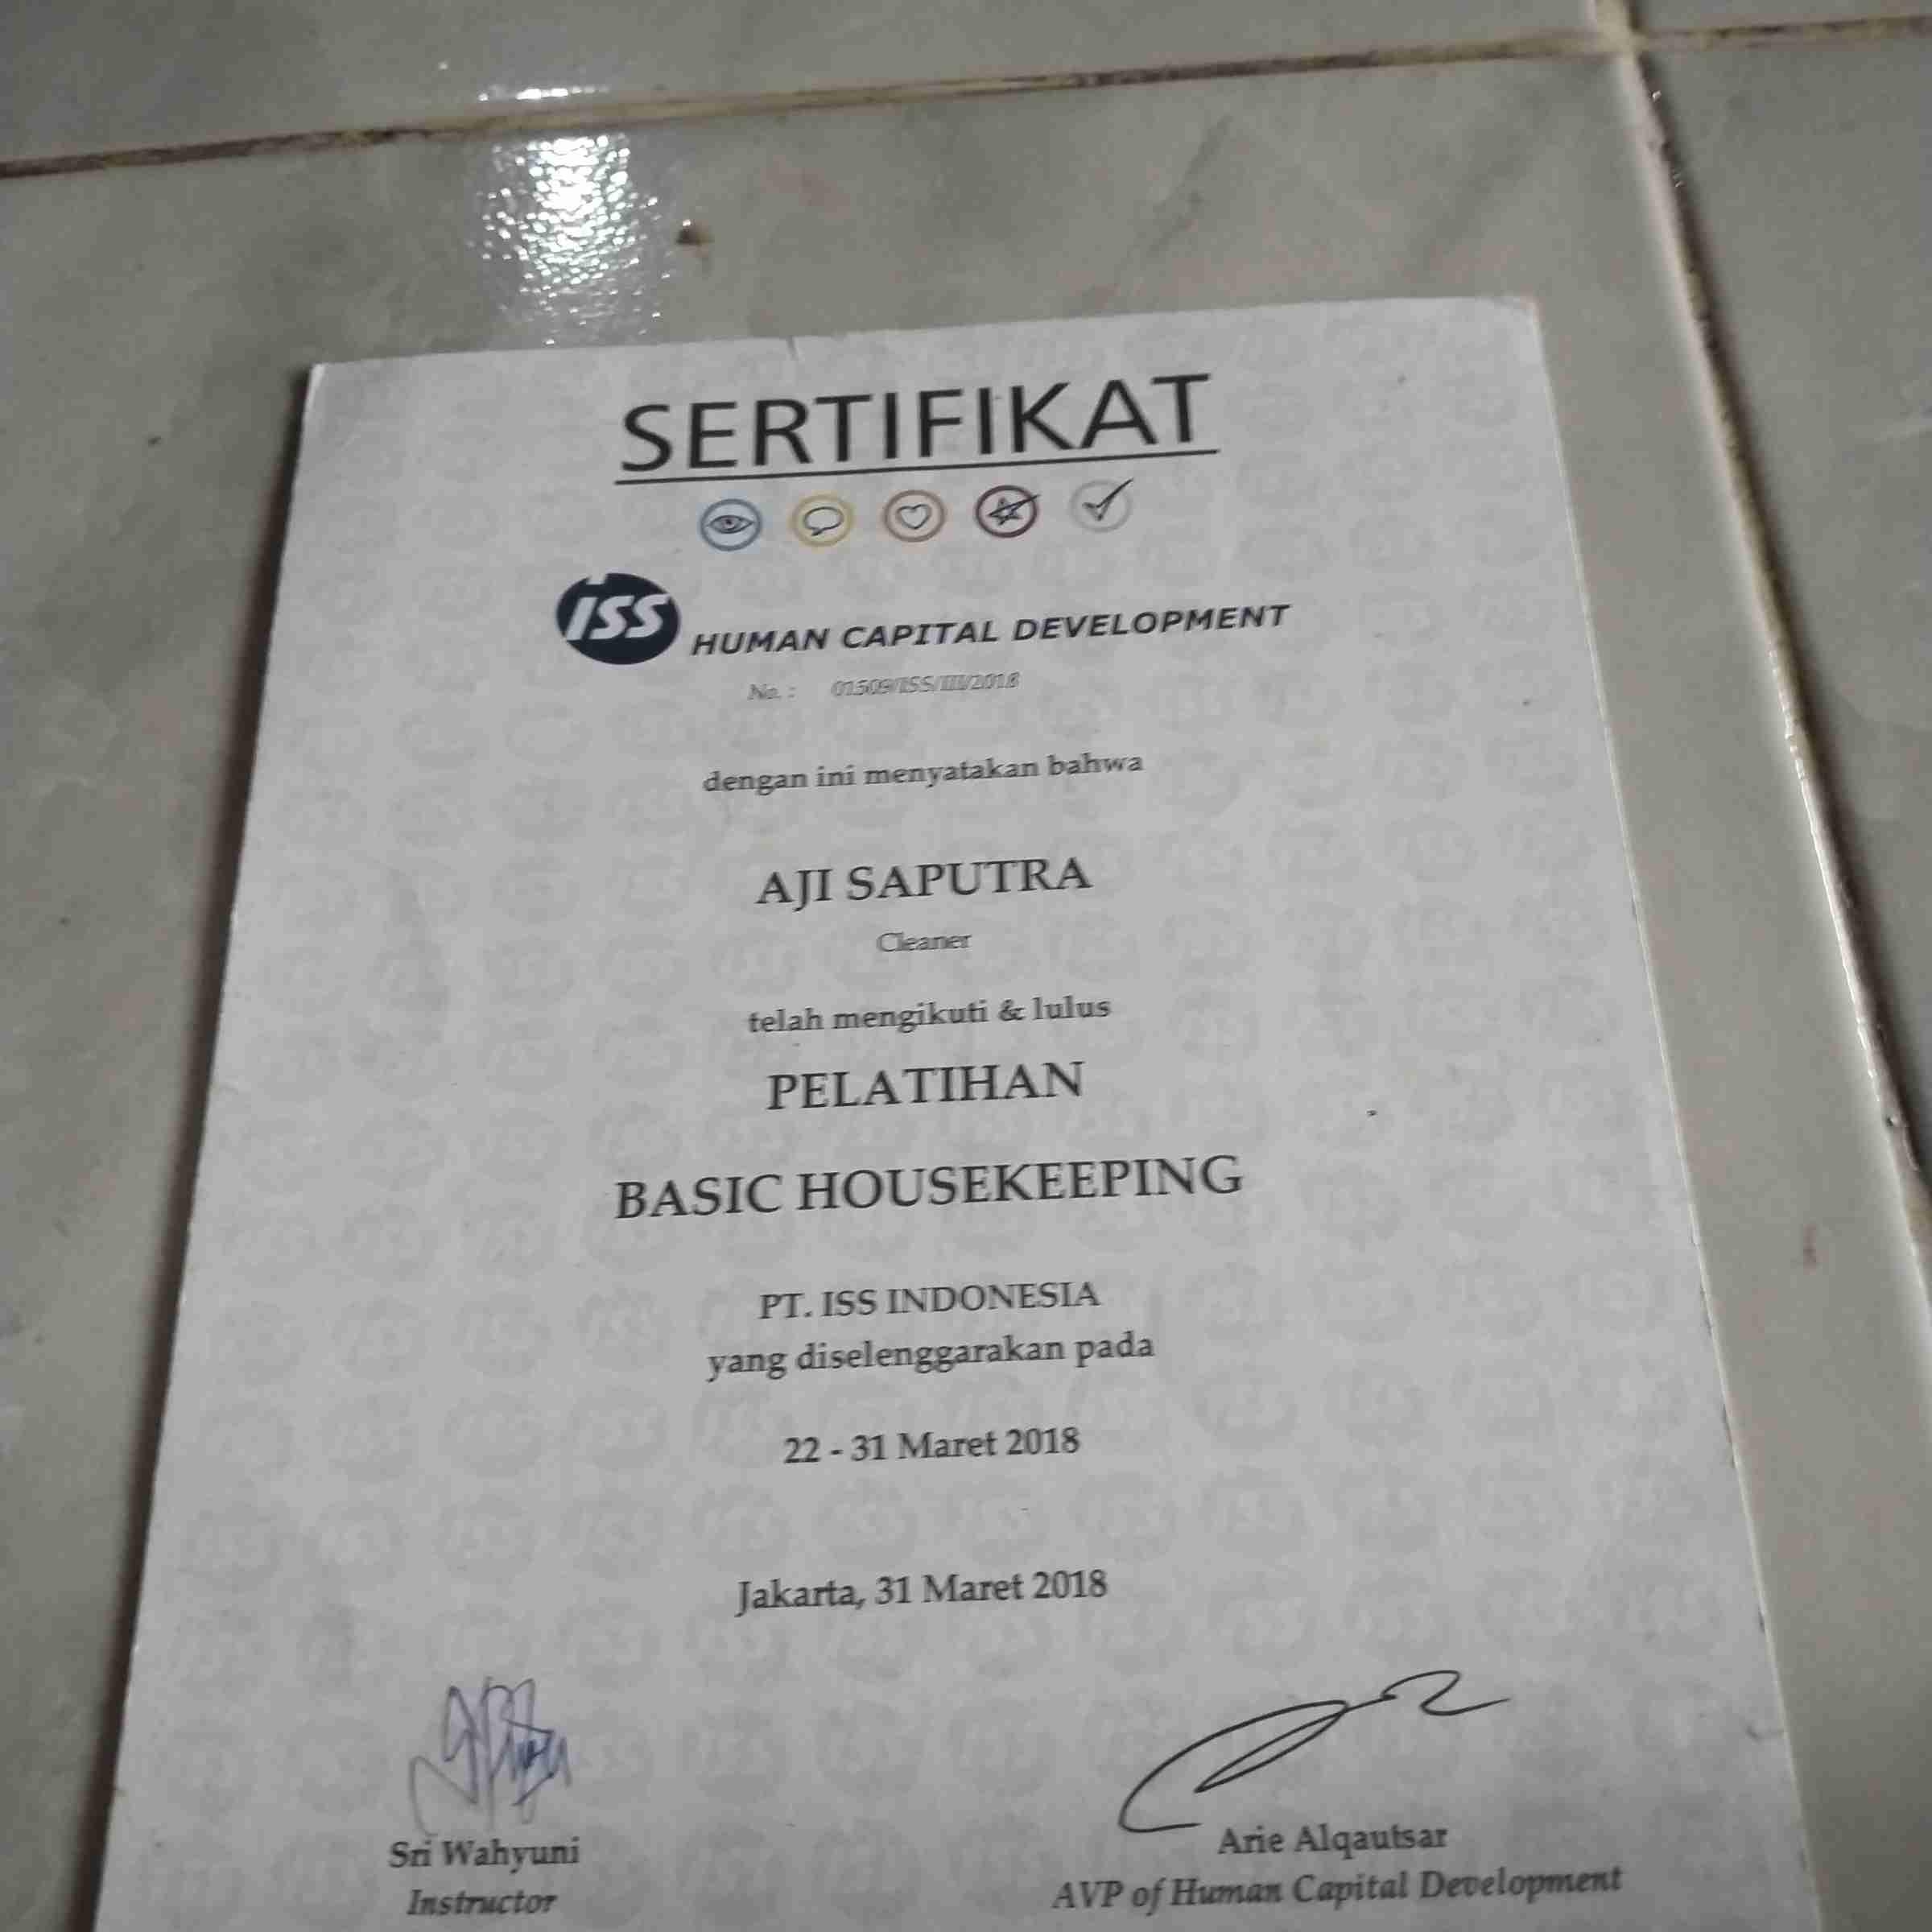 SERTIFIKAT
ISS HUMAN CAPITAL DEVELOPMENT
No. : 01509/ISS/III/2018
dengan ini menyatakan bahwa
AJI SAPUTRA
Cleaner
telah mengikuti & lulus
PELATIHAN
BASIC HOUSEKEEPING
PT. ISS INDONESIA
yang diselenggarakan pada
22 - 31 Maret 2018
Jakarta, 31 Maret 2018
Sri Wahyuni
Instructor
Arie Alqautsar
AVP of Human Capital Development